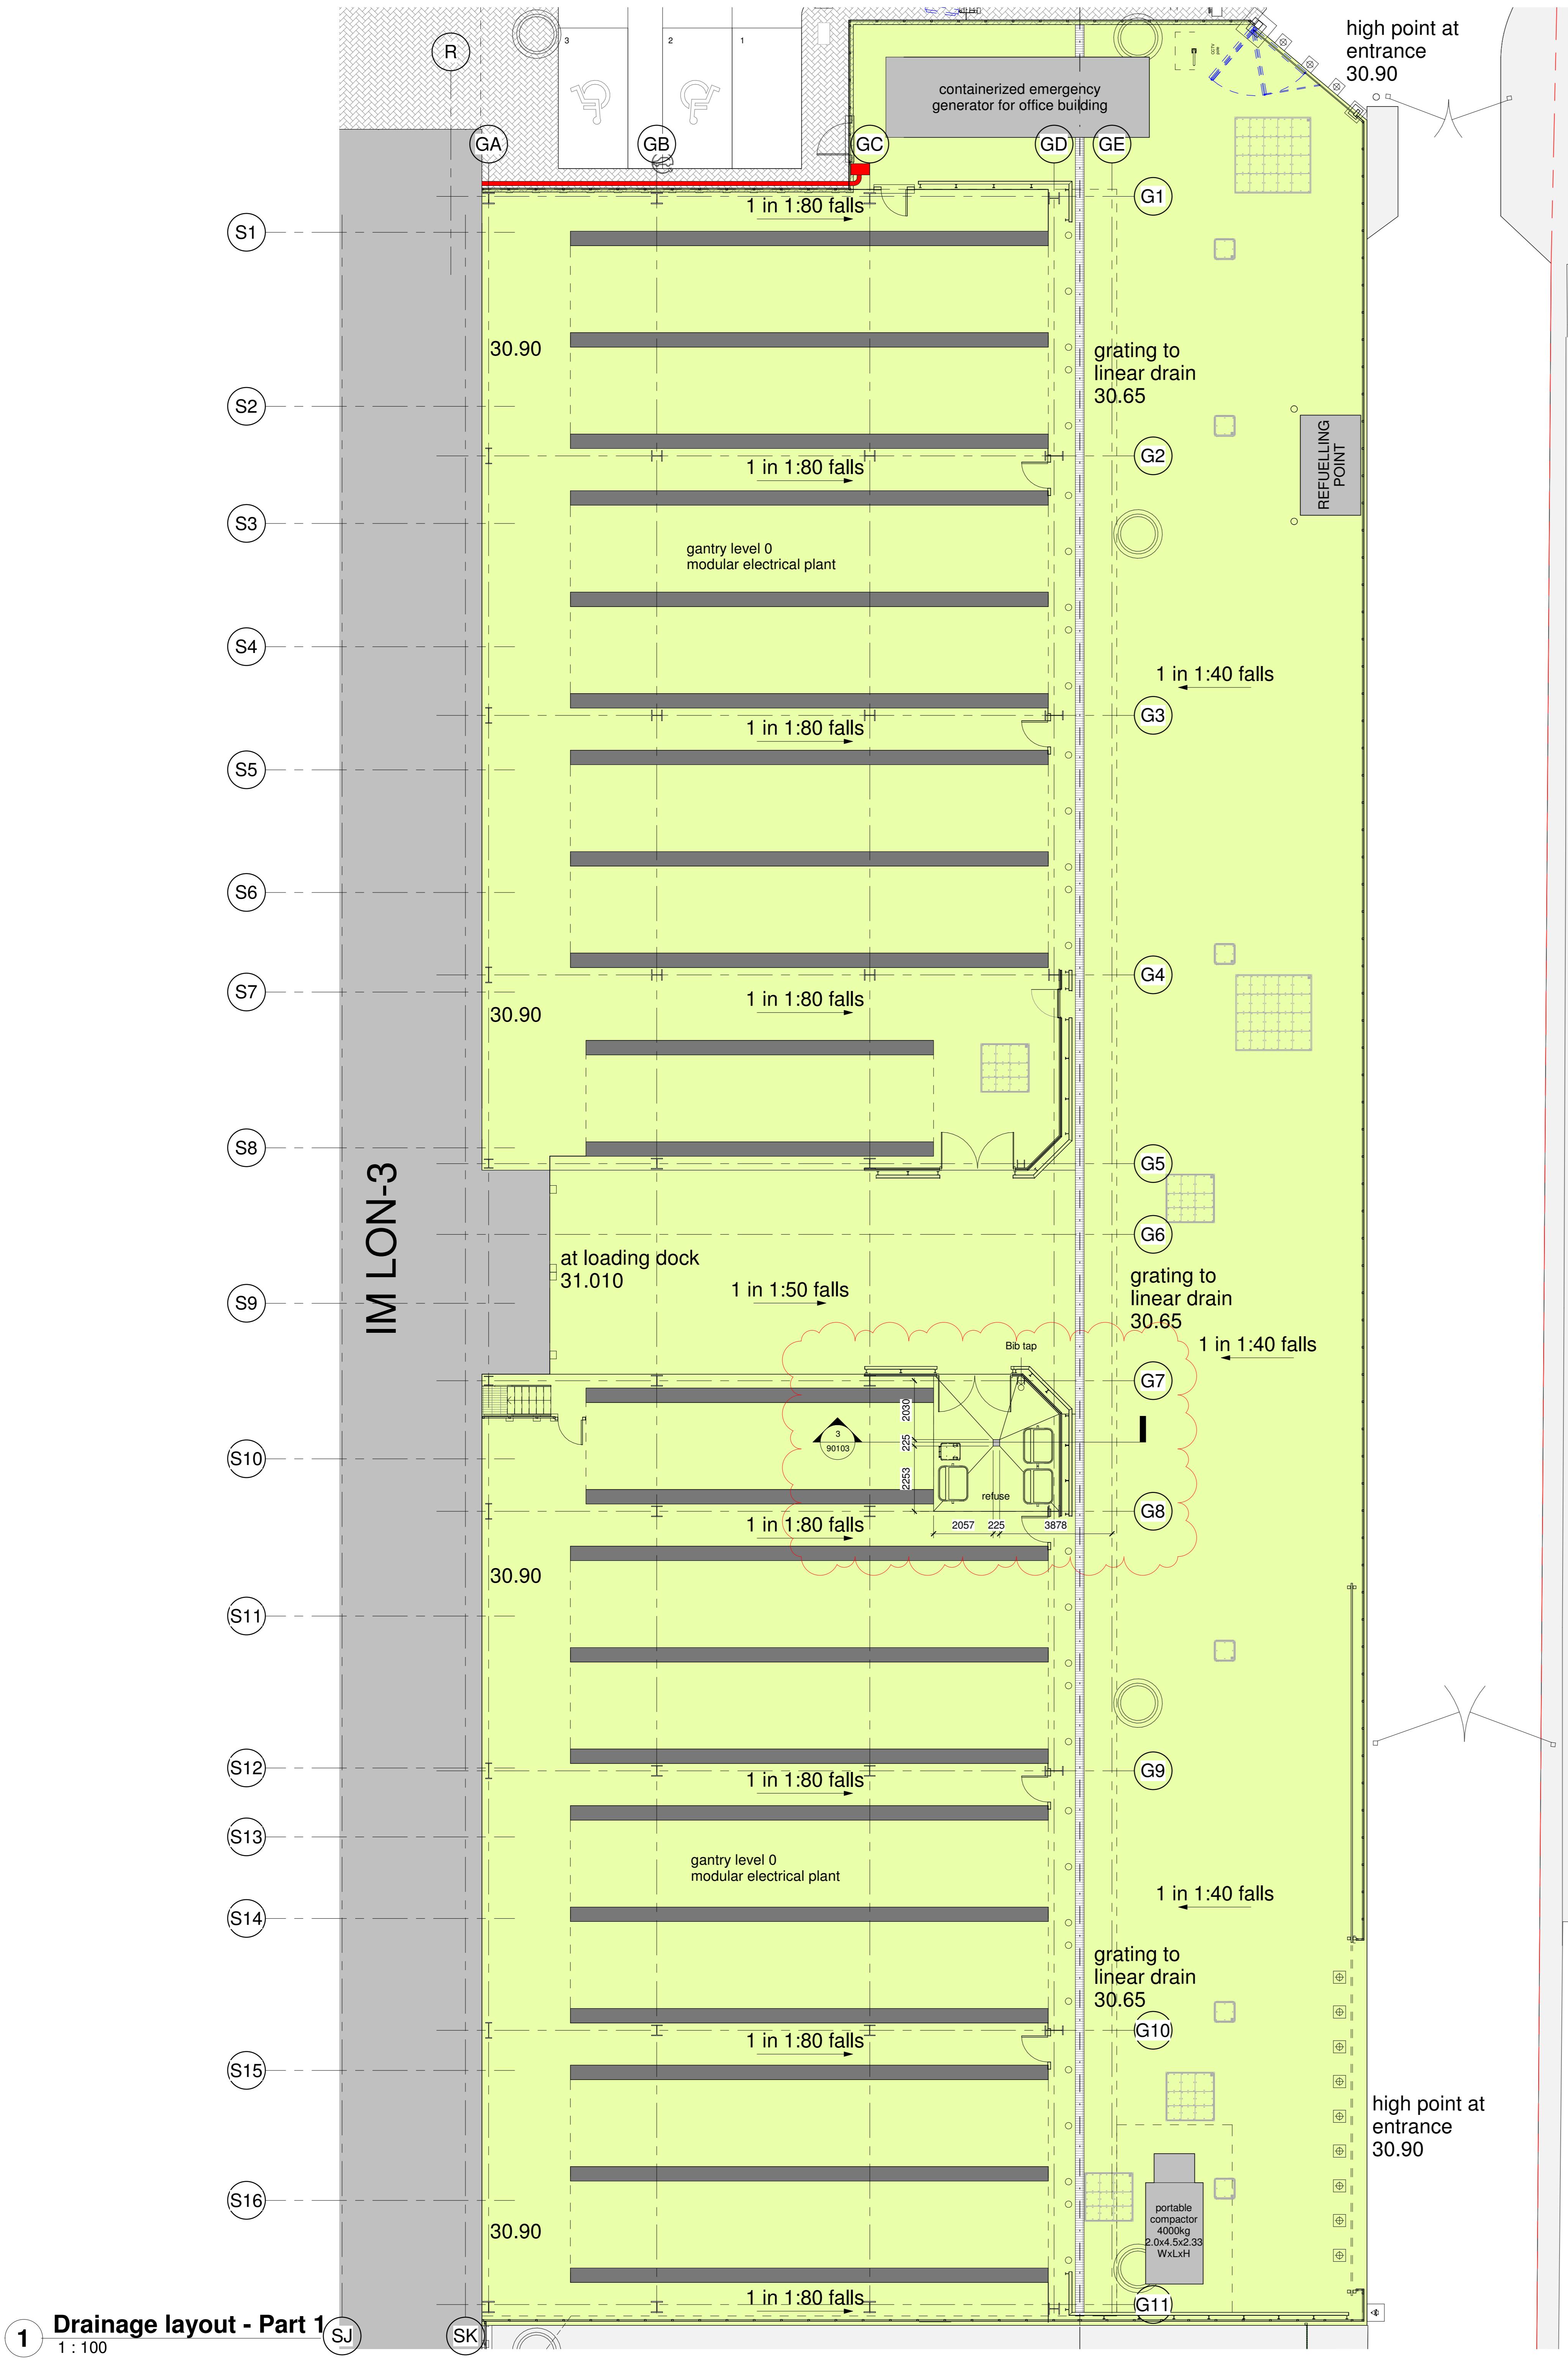 high point at
entrance
30.90
R
3
2
1
CCTV
pole
containerized emergency
generator for office building
GA
GB
GC
GD
GE
1 in 1:80 falls
G1
S1
30.90
grating to
linear drain
30.65
S2
REFUELLING
POINT
1 in 1:80 falls
G2
S3
gantry level 0
modular electrical plant
S4
1 in 1:40 falls
1 in 1:80 falls
G3
S5
S6
G4
S7
1 in 1:80 falls
30.90
S8
G5
IM LON-3
G6
at loading dock
31.010
grating to
linear drain
30.65
S9
1 in 1:50 falls
Bib tap
1 in 1:40 falls
G7
2030
225
2253
3
90103
S10
refuse
G8
2057
225
3878
1 in 1:80 falls
30.90
S11
S12
G9
1 in 1:80 falls
S13
gantry level 0
modular electrical plant
1 in 1:40 falls
S14
grating to
linear drain
30.65
G10
1 in 1:80 falls
S15
high point at
entrance
30.90
S16
portable
compactor
4000kg
2.0x4.5x2.33
WxLxH
30.90
1 in 1:80 falls
G11
1
Drainage layout - Part 1
1 : 100
SJ
SK